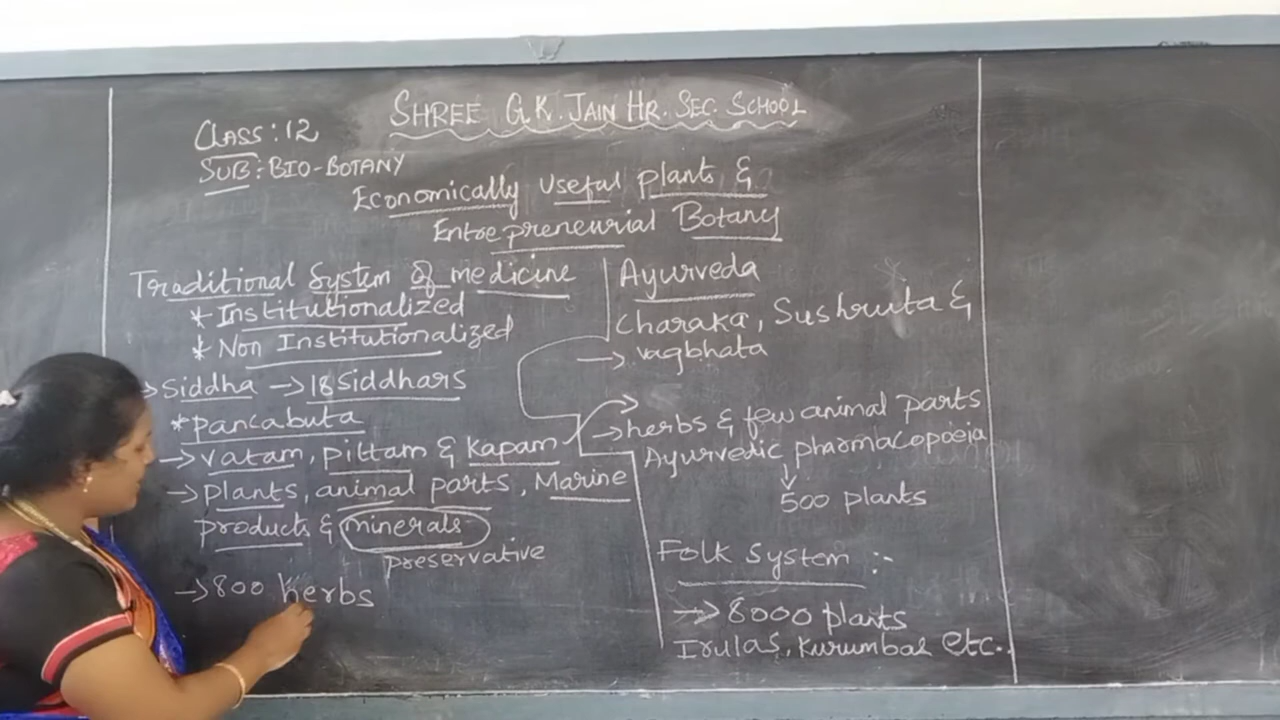 SHREE G.K. JAIN HR. SEC. SCHOOL
CLASS: 12
SUB: BIO-BOTANY
Economically useful plants &
Entrepreneurial Botany
Traditional System of medicine
* Institutionalized
* Non Institutionalized
→ Siddha → 18 Siddhars
* Pancabuta
→ vatam, pittam & kapam
→ plants, animal parts, Marine
products & minerals
preservative
→ 800 herbs
Ayurveda
Charaka, Sushruta &
→ vagbhata
→ herbs & few animal parts
Ayurvedic pharmacopoeia
↓
500 plants
Folk System :-
→ 8000 plants
Irulas, Kurumbas etc..